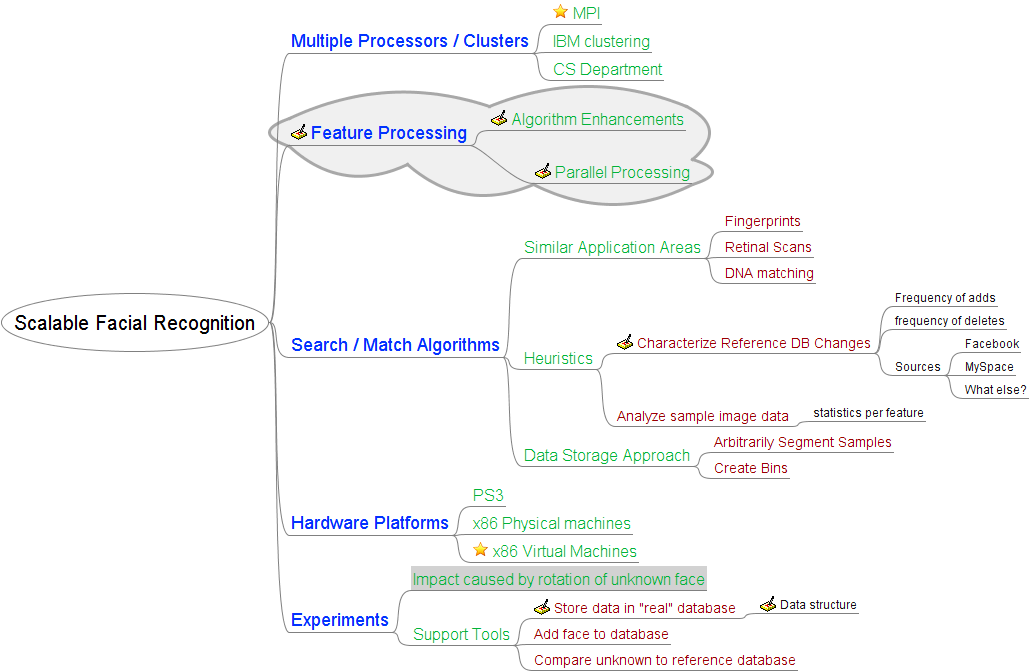 Scalable Facial Recognition
Multiple Processors / Clusters
MPI
IBM clustering
CS Department
Feature Processing
Algorithm Enhancements
Parallel Processing
Search / Match Algorithms
Similar Application Areas
Fingerprints
Retinal Scans
DNA matching
Heuristics
Characterize Reference DB Changes
Frequency of adds
frequency of deletes
Sources
Facebook
MySpace
What else?
Analyze sample image data
statistics per feature
Data Storage Approach
Arbitrarily Segment Samples
Create Bins
Hardware Platforms
PS3
x86 Physical machines
x86 Virtual Machines
Experiments
Impact caused by rotation of unknown face
Support Tools
Store data in "real" database
Data structure
Add face to database
Compare unknown to reference database